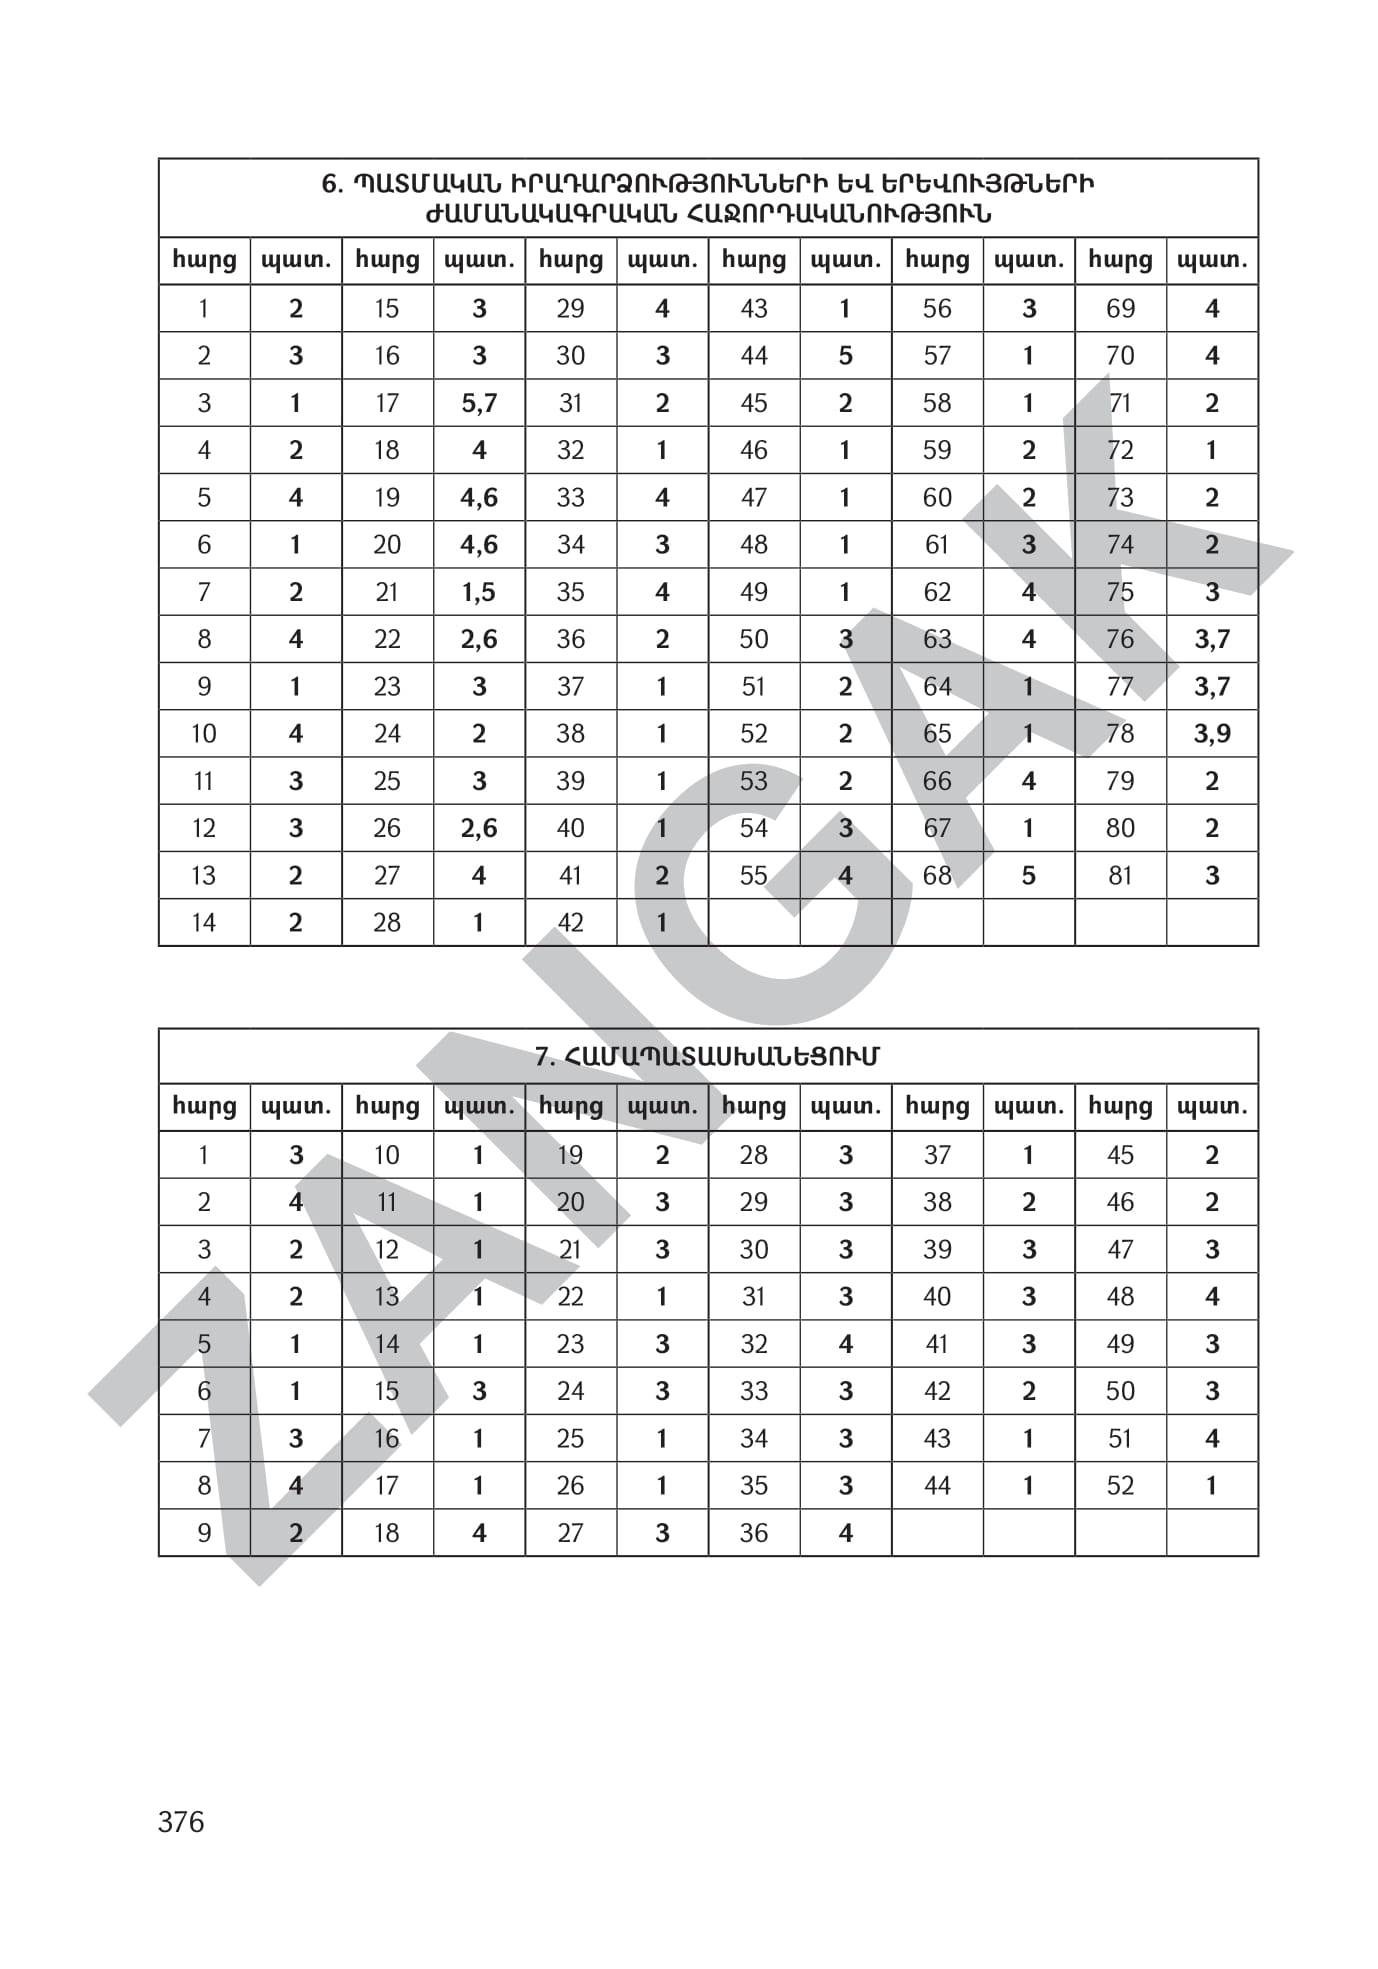 6. ՊԱՏՄԱԿԱՆ ԻՐԱԴԱՐՁՈՒԹՅՈՒՆՆԵՐԻ ԵՎ ԵՐԵՎՈՒՅԹՆԵՐԻ
ԺԱՄԱՆԱԿԱԳՐԱԿԱՆ ՀԱՋՈՐԴԱԿԱՆՈՒԹՅՈՒՆ
հարց պատ. հարց պատ. հարց պատ. հարց պատ. հարց պատ. հարց պատ.
1 2 15 3 29 4 43 1 56 3 69 4
2 3 16 3 30 3 44 5 57 1 70 4
3 1 17 5,7 31 2 45 2 58 1 71 2
4 2 18 4 32 1 46 1 59 2 72 1
5 4 19 4,6 33 4 47 1 60 2 73 2
6 1 20 4,6 34 3 48 1 61 3 74 2
7 2 21 1,5 35 4 49 1 62 4 75 3
8 4 22 2,6 36 2 50 3 63 4 76 3,7
9 1 23 3 37 1 51 2 64 1 77 3,7
10 4 24 2 38 1 52 2 65 1 78 3,9
11 3 25 3 39 1 53 2 66 4 79 2
12 3 26 2,6 40 1 54 3 67 1 80 2
13 2 27 4 41 2 55 4 68 5 81 3
14 2 28 1 42 1
7. ՀԱՄԱՊԱՏԱՍԽԱՆԵՑՈՒՄ
հարց պատ. հարց պատ. հարց պատ. հարց պատ. հարց պատ. հարց պատ.
1 3 10 1 19 2 28 3 37 1 45 2
2 4 11 1 20 3 29 3 38 2 46 2
3 2 12 1 21 3 30 3 39 3 47 3
4 2 13 1 22 1 31 3 40 3 48 4
5 1 14 1 23 3 32 4 41 3 49 3
6 1 15 3 24 3 33 3 42 2 50 3
7 3 16 1 25 1 34 3 43 1 51 4
8 4 17 1 26 1 35 3 44 1 52 1
9 2 18 4 27 3 36 4
376
ZANGAK